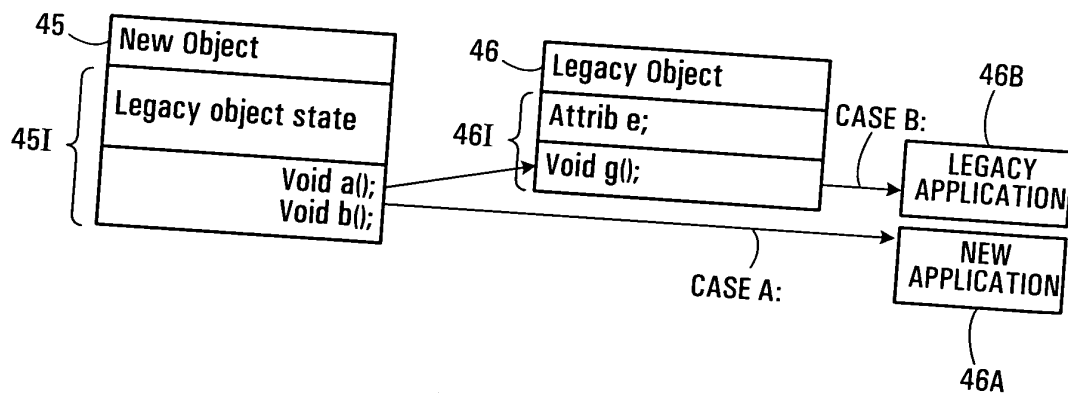 45
New Object
Legacy object state
45I
Void a();
Void b();
46
Legacy Object
46I
Attrib e;
Void g();
CASE B:
46B
LEGACY
APPLICATION
CASE A:
NEW
APPLICATION
46A